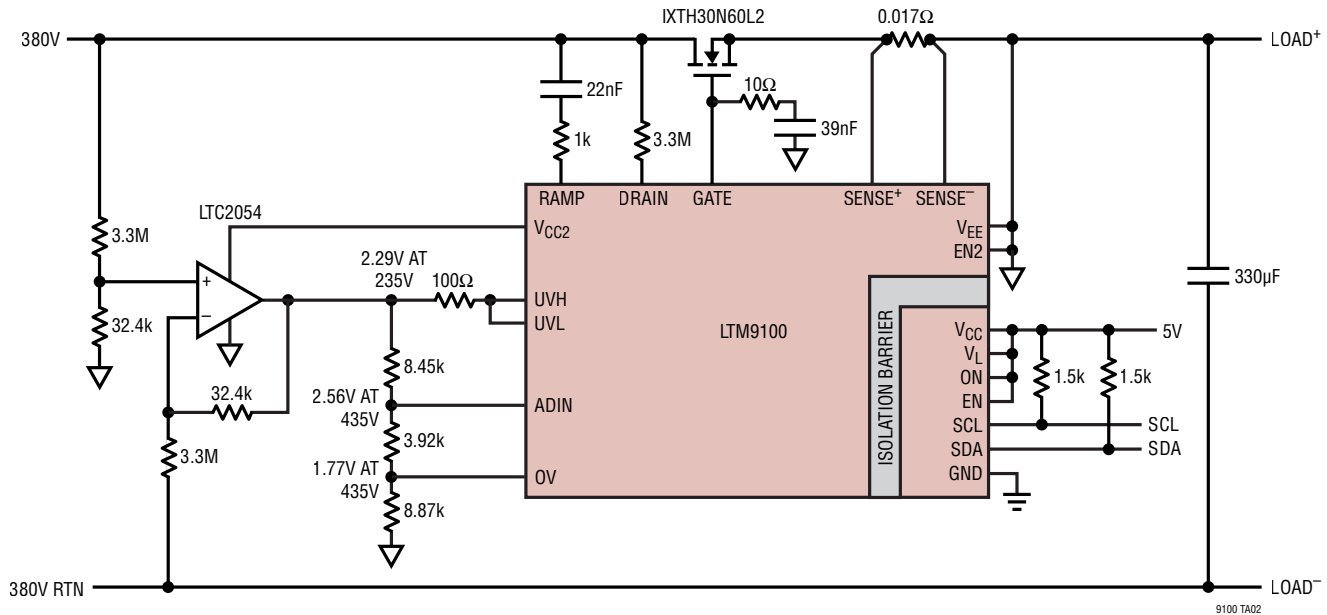 IXTH30N60L2
0.017Ω
380V
LOAD+
22nF
10Ω
39nF
1k
3.3M
RAMP
DRAIN
GATE
SENSE+
SENSE–
LTC2054
VCC2
VEE
EN2
3.3M
2.29V AT
235V
100Ω
+
–
UVH
UVL
330µF
32.4k
LTM9100
ISOLATION BARRIER
VCC
5V
VL
ON
EN
1.5k
1.5k
8.45k
32.4k
2.56V AT
435V
ADIN
SCL
SCL
3.92k
SDA
SDA
3.3M
1.77V AT
435V
OV
GND
8.87k
380V RTN
LOAD–
9100 TA02